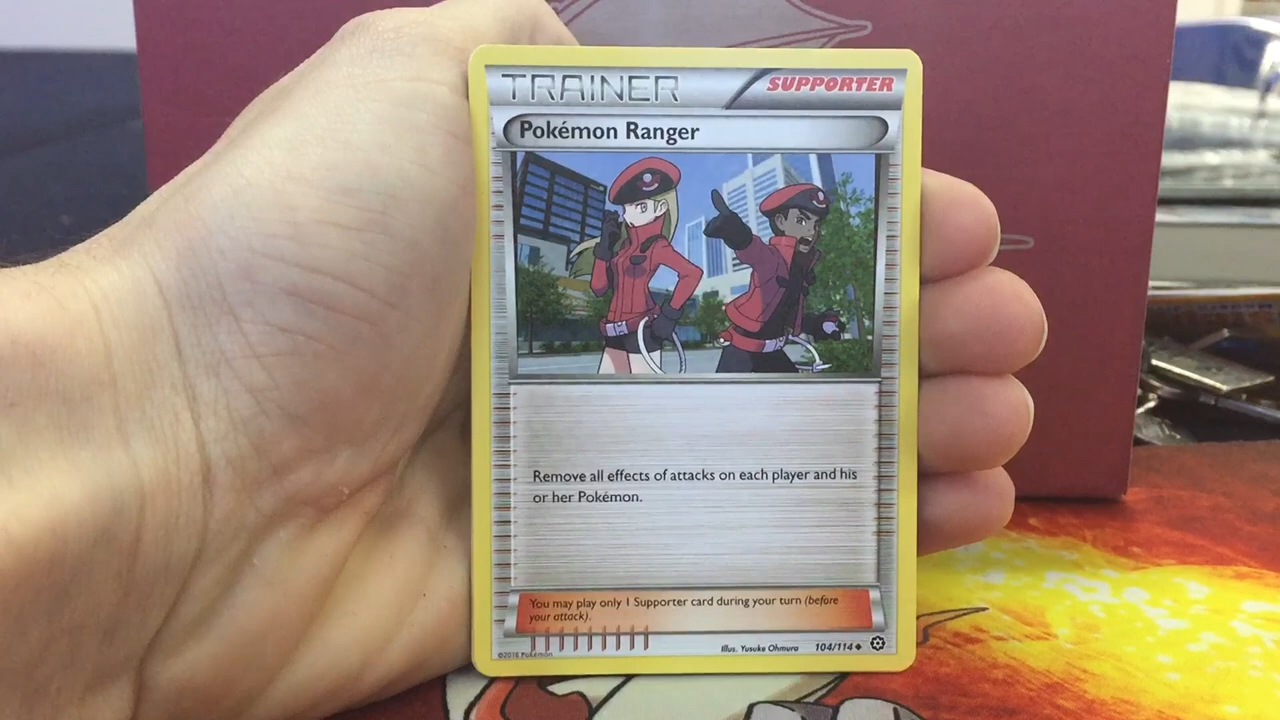 TRAINER
SUPPORTER
Pokémon Ranger
Remove all effects of attacks on each player and his
or her Pokémon.
You may play only 1 Supporter card during your turn (before
your attack).
©2016 Pokémon
Illus. Yusuke Ohmura
104/114